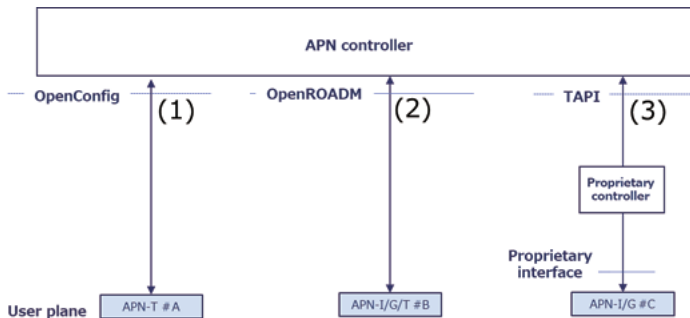 APN controller
OpenConfig
(1)
OpenROADM
(2)
TAPI
(3)
Proprietary
controller
Proprietary
interface
User plane
APN-T #A
APN-I/G/T #B
APN-I/G #C